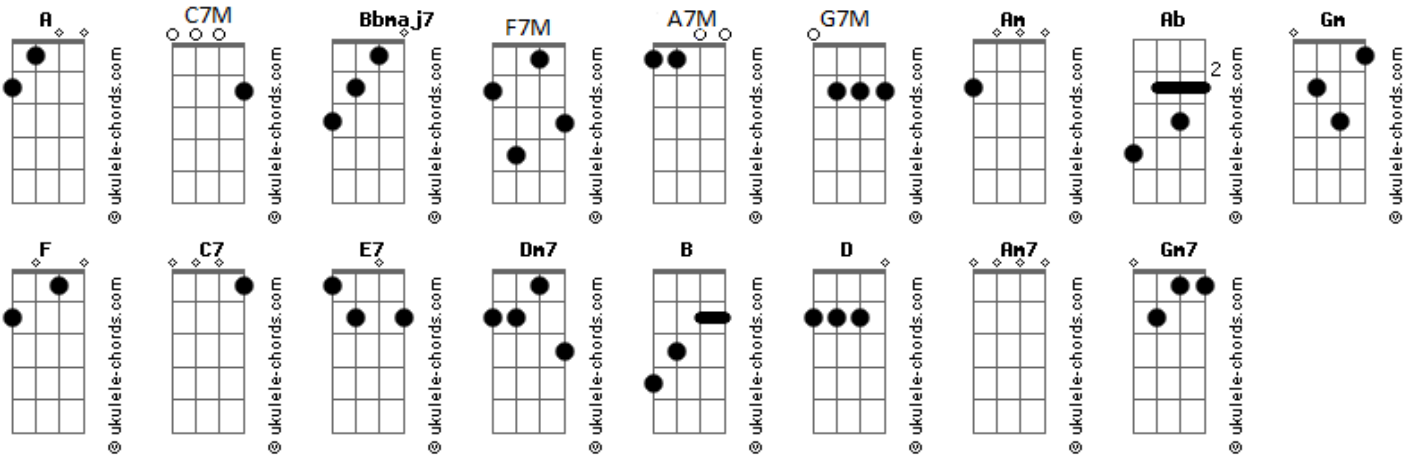 A C7M Bbmaj7 F7M A7M G7M Am Ab Gm
2
© ukulele-chords.com © ukulele-chords.com © ukulele-chords.com © ukulele-chords.com © ukulele-chords.com © ukulele-chords.com © ukulele-chords.com © ukulele-chords.com © ukulele-chords.com
F C7 E7 Dm7 B D Am7 Gm7
© ukulele-chords.com © ukulele-chords.com © ukulele-chords.com © ukulele-chords.com © ukulele-chords.com © ukulele-chords.com © ukulele-chords.com © ukulele-chords.com